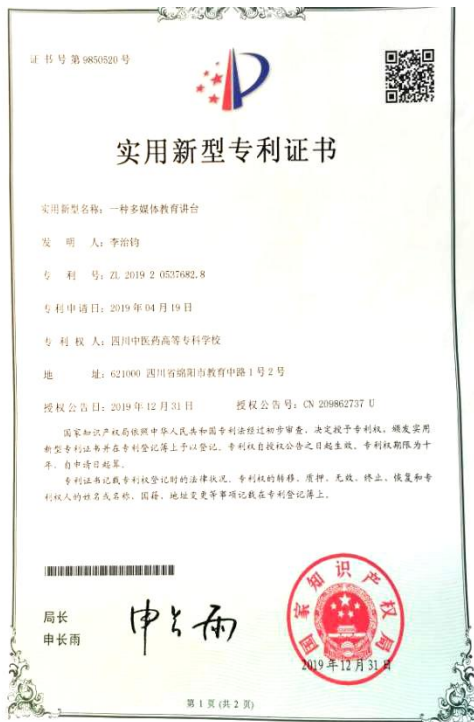 证书号第9850520号
实用新型专利证书
实用新型名称：一种多媒体教育讲台
发明人：李治钧
专利号：ZL 2019 2 0537682.8
专利申请日：2019年04月19日
专利权人：四川中医药高等专科学校
地址：621000 四川省绵阳市教育中路1号2号
授权公告日：2019年12月31日 授权公告号：CN 209862737 U
国家知识产权局依照中华人民共和国专利法经过初步审查，决定授予专利权，颁发实用
新型专利证书并在专利登记簿上予以登记，专利权自授权公告之日起生效，专利权期限为十
年，自申请日起算。
专利证书记载专利权登记时的法律状况。专利权的转移、质押、无效、终止、恢复和专
利权人的姓名或名称、国籍、地址变更等事项记载在专利登记簿上。
局长
申长雨
申长雨
国家知识产权局
2019年12月31日
第1页(共2页)